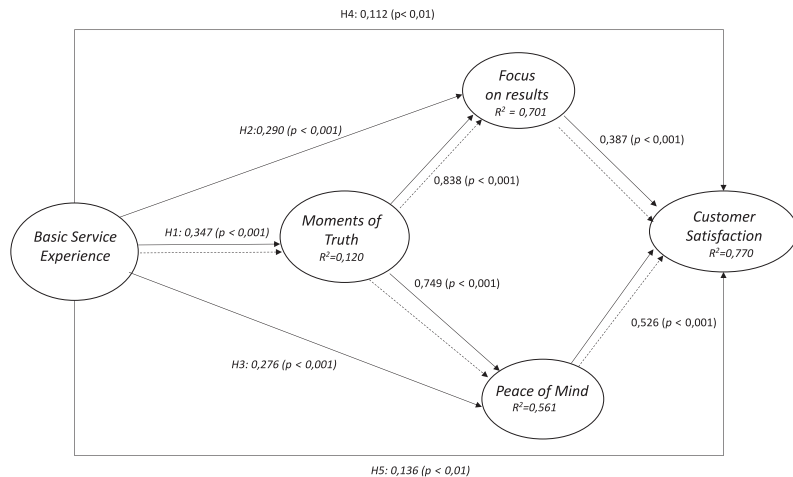 H4: 0,112 (p< 0,01)
Focus
on results
R² = 0,701
H2:0,290 (p < 0,001)
0,387 (p < 0,001)
0,838 (p < 0,001)
Moments of
Truth
R²=0,120
Customer
Satisfaction
R²=0,770
Basic Service
Experience
H1: 0,347 (p < 0,001)
0,749 (p < 0,001)
0,526 (p < 0,001)
H3: 0,276 (p < 0,001)
Peace of Mind
R²=0,561
H5: 0,136 (p < 0,01)